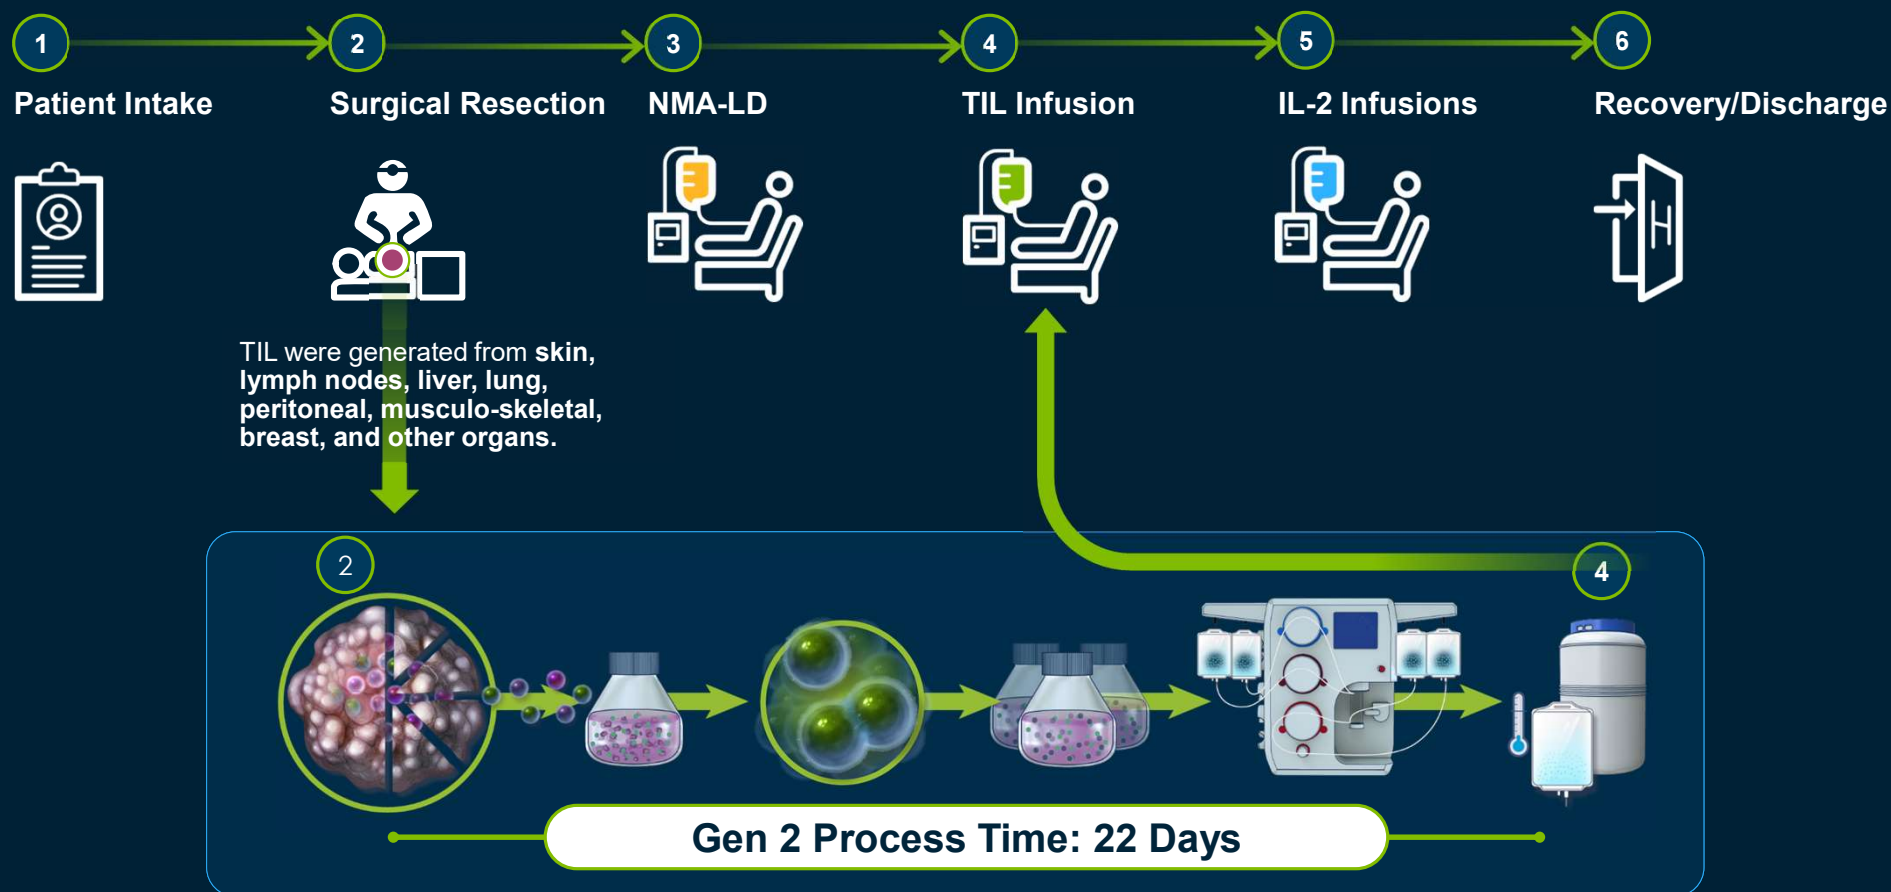 1
2
3
4
5
6
Patient Intake
Surgical Resection
NMA-LD
TIL Infusion
IL-2 Infusions
Recovery/Discharge
H
TIL were generated from skin,
lymph nodes, liver, lung,
peritoneal, musculo-skeletal,
breast, and other organs.
2
4
Gen 2 Process Time: 22 Days